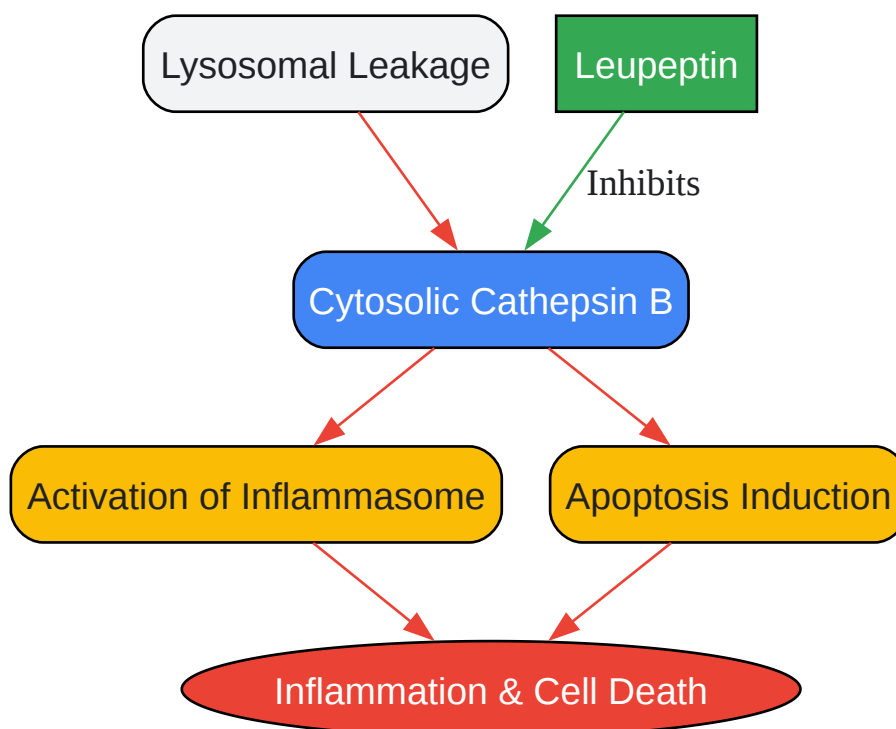 Lysosomal Leakage
Leupeptin
Inhibits
Cytosolic Cathepsin B
Activation of Inflammasome
Apoptosis Induction
Inflammation & Cell Death